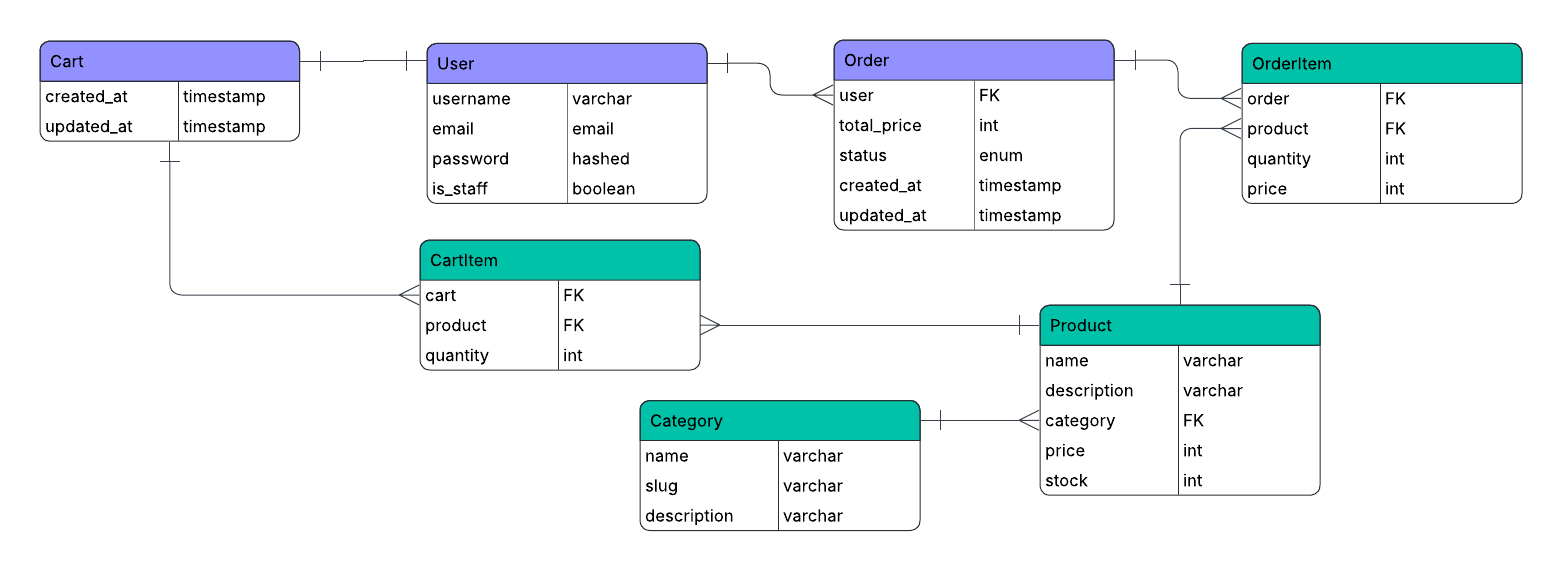 Cart
created_at timestamp
updated_at timestamp
User
username varchar
email email
password hashed
is_staff boolean
Order
user FK
total_price int
status enum
created_at timestamp
updated_at timestamp
OrderItem
order FK
product FK
quantity int
price int
CartItem
cart FK
product FK
quantity int
Product
name varchar
description varchar
category FK
price int
stock int
Category
name varchar
slug varchar
description varchar